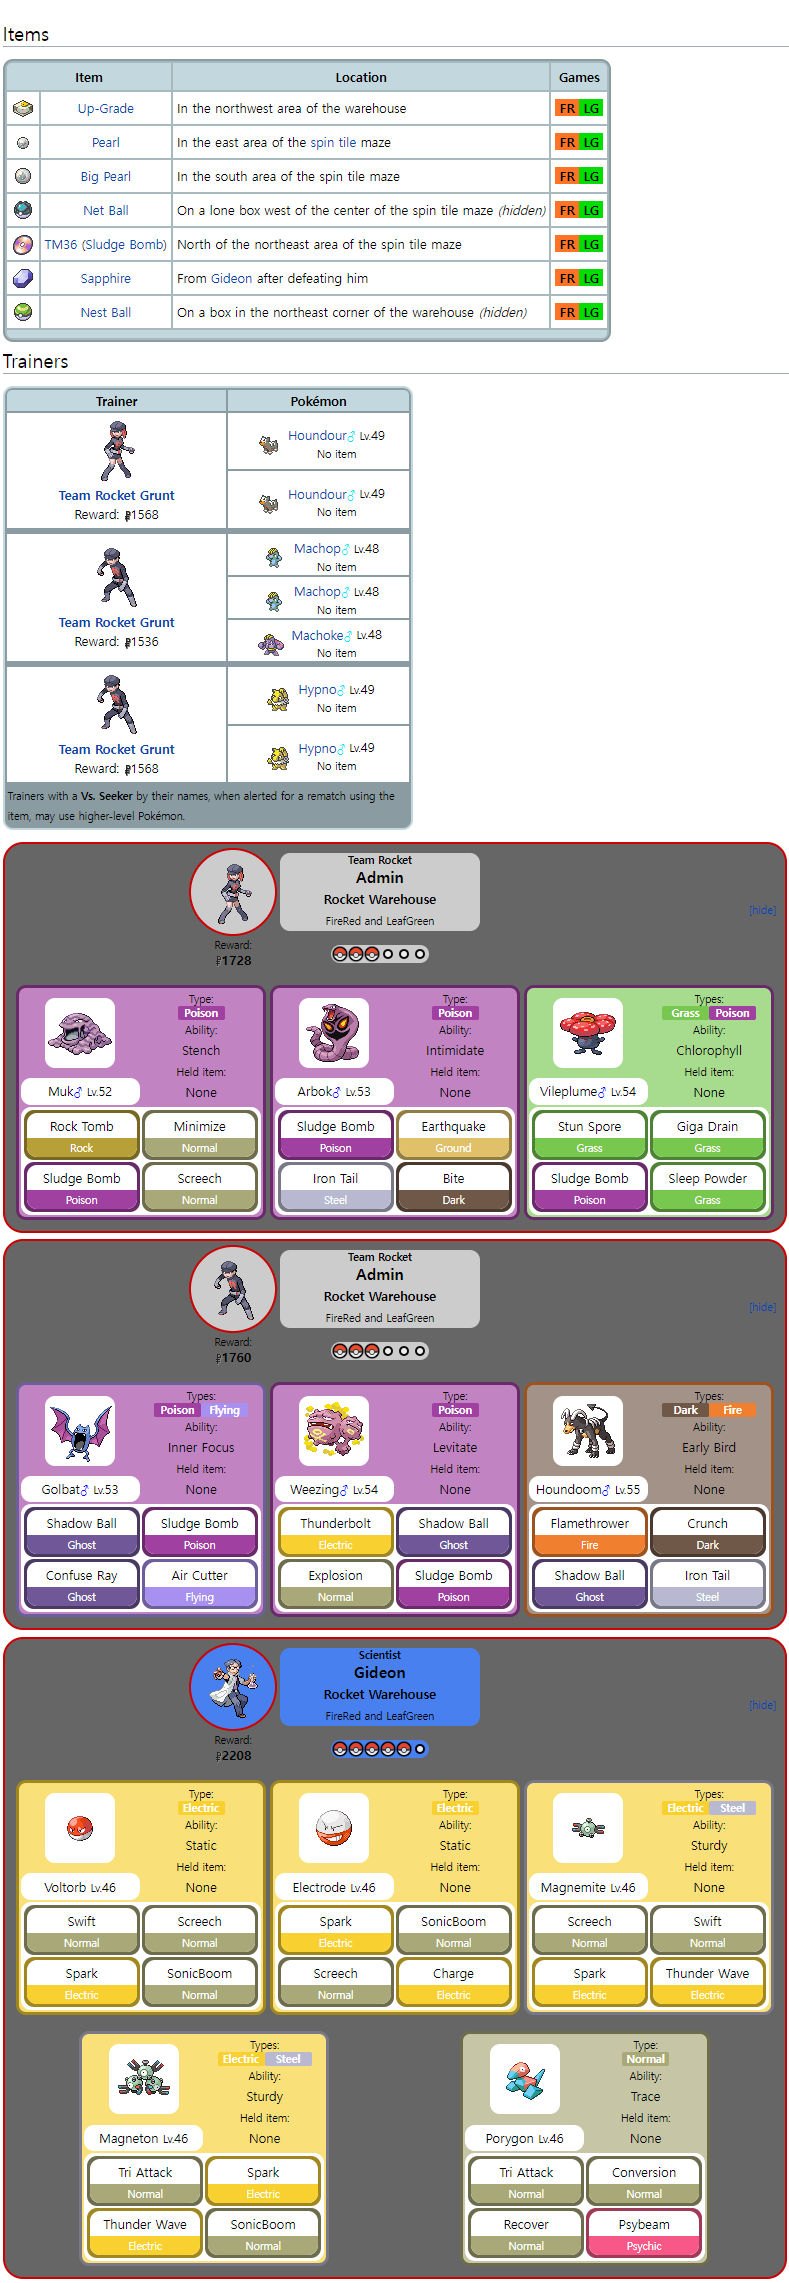 Items
Item Location Games
Up-Grade In the northwest area of the warehouse FR LG
Pearl In the east area of the spin tile maze FR LG
Big Pearl In the south area of the spin tile maze FR LG
Net Ball On a lone box west of the center of the spin tile maze (hidden) FR LG
TM36 (Sludge Bomb) North of the northeast area of the spin tile maze FR LG
Sapphire From Gideon after defeating him FR LG
Nest Ball On a box in the northeast corner of the warehouse (hidden) FR LG
Trainers
Trainer Pokémon
Team Rocket Grunt
Reward: 1568
Houndour♂ Lv.49
No item
Houndour♂ Lv.49
No item
Team Rocket Grunt
Reward: 1536
Machop♂ Lv.48
No item
Machop♂ Lv.48
No item
Machoke♂ Lv.48
No item
Team Rocket Grunt
Reward: 1568
Hypno♂ Lv.49
No item
Hypno♂ Lv.49
No item
Trainers with a Vs. Seeker by their names, when alerted for a rematch using the
item, may use higher-level Pokémon.
Team Rocket
Admin
Rocket Warehouse
FireRed and LeafGreen
[hide]
Reward:
1728
Type:
Poison
Ability:
Stench
Held item:
Muk♂ Lv.52 None
Rock Tomb Minimize
Rock Normal
Sludge Bomb Screech
Poison Normal
Type:
Poison
Ability:
Intimidate
Held item:
Arbok♂ Lv.53 None
Sludge Bomb Earthquake
Poison Ground
Iron Tail Bite
Steel Dark
Types:
Grass Poison
Ability:
Chlorophyll
Held item:
Vileplume♂ Lv.54 None
Stun Spore Giga Drain
Grass Grass
Sludge Bomb Sleep Powder
Poison Grass
Team Rocket
Admin
Rocket Warehouse
FireRed and LeafGreen
[hide]
Reward:
1760
Types:
Poison Flying
Ability:
Inner Focus
Held item:
Golbat♂ Lv.53 None
Shadow Ball Sludge Bomb
Ghost Poison
Confuse Ray Air Cutter
Ghost Flying
Type:
Poison
Ability:
Levitate
Held item:
Weezing♂ Lv.54 None
Thunderbolt Shadow Ball
Electric Ghost
Explosion Sludge Bomb
Normal Poison
Types:
Dark Fire
Ability:
Early Bird
Held item:
Houndoom♂ Lv.55 None
Flamethrower Crunch
Fire Dark
Shadow Ball Iron Tail
Ghost Steel
Scientist
Gideon
Rocket Warehouse
FireRed and LeafGreen
[hide]
Reward:
2208
Type:
Electric
Ability:
Static
Held item:
Voltorb Lv.46 None
Swift Screech
Normal Normal
Spark SonicBoom
Electric Normal
Type:
Electric
Ability:
Static
Held item:
Electrode Lv.46 None
Spark SonicBoom
Electric Normal
Screech Charge
Normal Electric
Types:
Electric Steel
Ability:
Sturdy
Held item:
Magnemite Lv.46 None
Screech Swift
Normal Normal
Spark Thunder Wave
Electric Electric
Types:
Electric Steel
Ability:
Sturdy
Held item:
Magneton Lv.46 None
Tri Attack Spark
Normal Electric
Thunder Wave SonicBoom
Electric Normal
Type:
Normal
Ability:
Trace
Held item:
Porygon Lv.46 None
Tri Attack Conversion
Normal Normal
Recover Psybeam
Normal Psychic